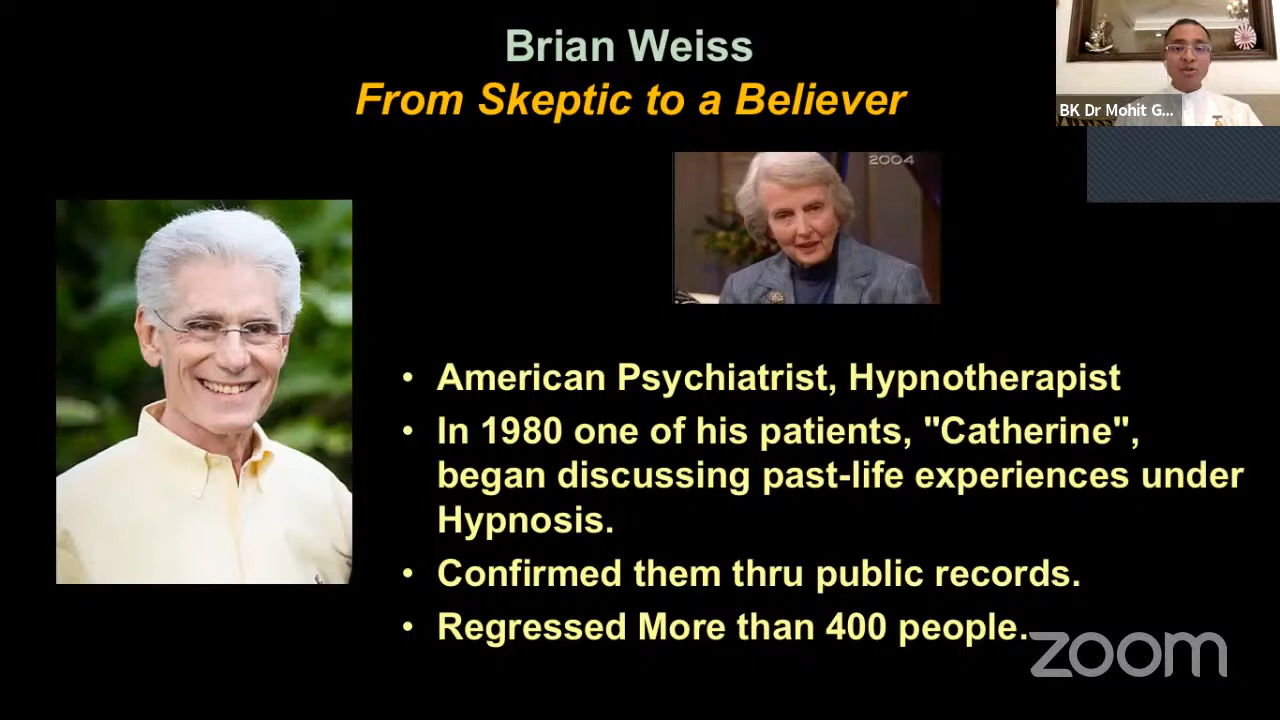 Brian Weiss
From Skeptic to a Believer
BK Dr Mohit G...
2004
• American Psychiatrist, Hypnotherapist
• In 1980 one of his patients, "Catherine",
began discussing past-life experiences under
Hypnosis.
• Confirmed them thru public records.
• Regressed More than 400 people.
zoom